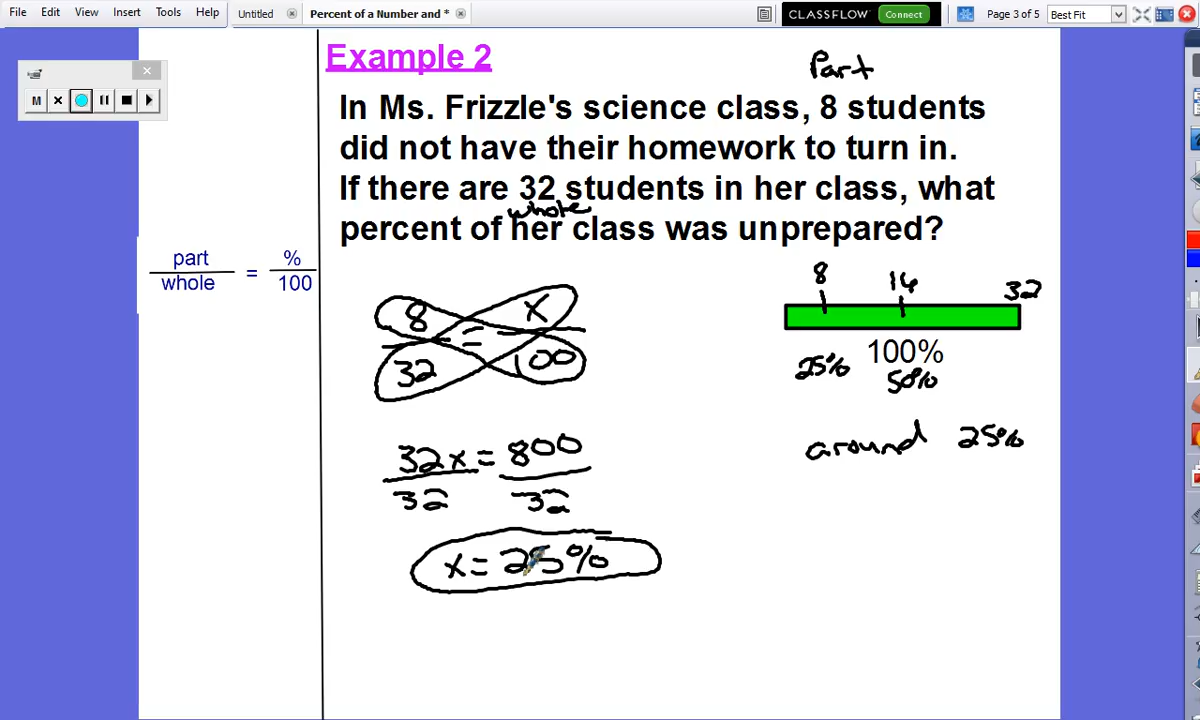 File Edit View Insert Tools Help
Untitled
Percent of a Number and *
CLASSFLOW Connect
Page 3 of 5
Best Fit
M
Example 2
Part
In Ms. Frizzle's science class, 8 students
did not have their homework to turn in.
If there are 32 students in her class, what
whole
percent of her class was unprepared?
part
whole
=
%
100
8
32
=
x
100
32x = 800
32 32
x = 25%
8 16 32
100%
25% 50%
around 25%